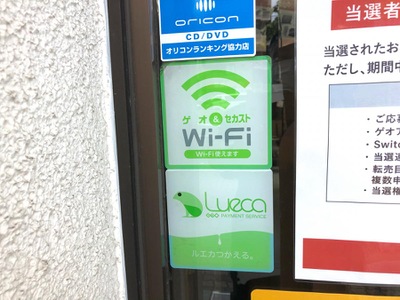 ORICON
CD/DVD
オリコンランキング協力店
ゲオ&セカスト
Wi-Fi
Wi-Fi使えます
Lueca
GEO PAYMENT SERVICE
ルエカつかえる。
当選者
当選されたお
ただし、期間中
・ご応募
・ゲオア
・Switc
・当選通
・転売目
複数申
・当選権